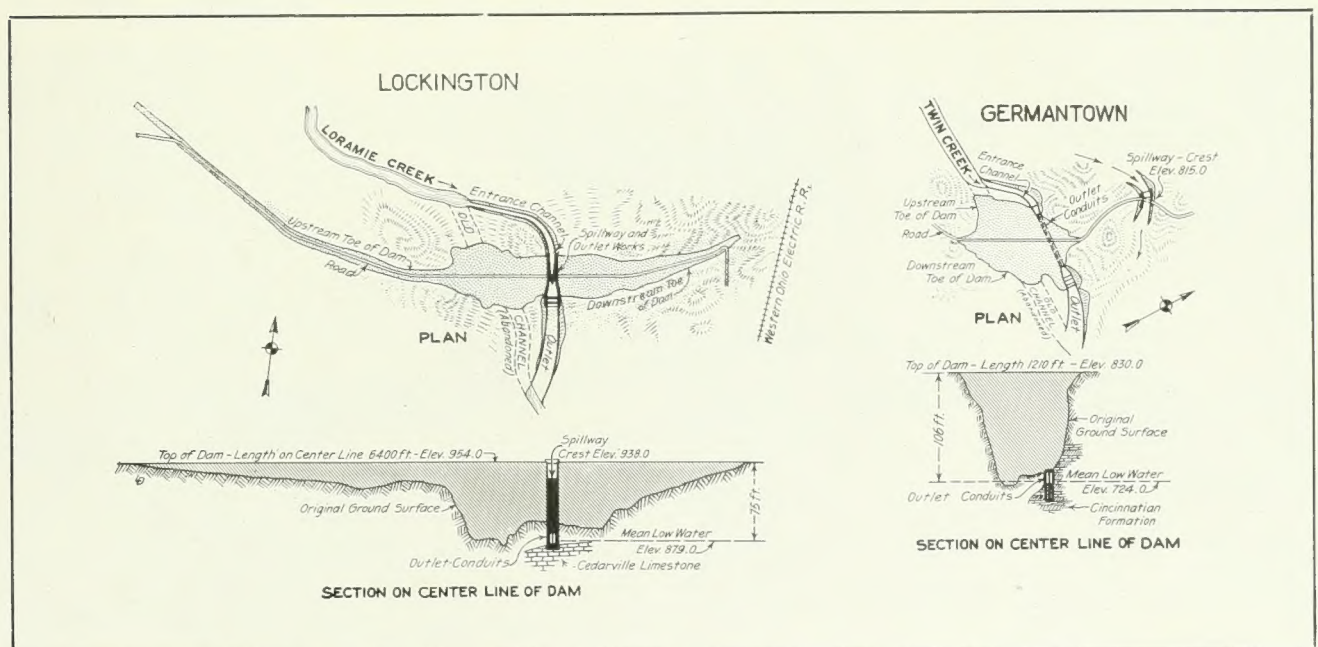 LOCKINGTON
LORAMIE CREEK
Entrance Channel
OLD
Upstream Toe of Dam
Road
Spillway and
Outlet Works
Downstream Toe
of Dam
Western Ohio Electric R.R.
PLAN
CHANNEL
(Abandoned)
Outlet
Top of Dam - Length on Center Line 6400 ft. - Elev. 954.0
Spillway
Crest Elev. 938.0
Original Ground Surface
75 ft.
Mean Low Water
Elev. 879.0
Outlet Conduits
Cedarville Limestone
SECTION ON CENTER LINE OF DAM
GERMANTOWN
TWIN CREEK
Entrance
Channel
Spillway - Crest
Elev. 815.0
Outlet
Conduits
Upstream
Toe of Dam
Road
Downstream
Toe of Dam
OLD
CHANNEL
(Abandoned)
Outlet
PLAN
Top of Dam - Length 1210 ft. - Elev. 830.0
106 ft.
Original
Ground Surface
Mean Low Water
Elev. 724.0
Outlet Conduits
Cincinnatian
Formation
SECTION ON CENTER LINE OF DAM